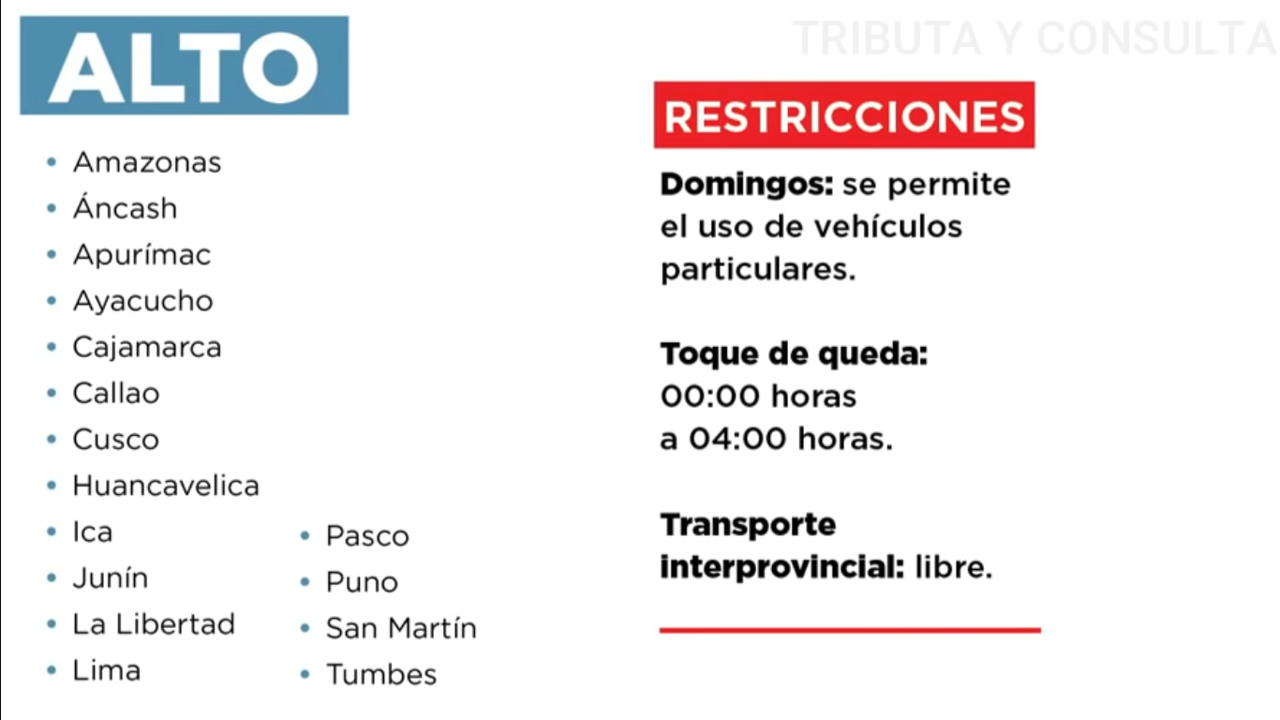 ALTO
• Amazonas
• Áncash
• Apurímac
• Ayacucho
• Cajamarca
• Callao
• Cusco
• Huancavelica
• Ica
• Junín
• La Libertad
• Lima
• Pasco
• Puno
• San Martín
• Tumbes
TRIBUTA Y CONSULTA
RESTRICCIONES
Domingos: se permite
el uso de vehículos
particulares.
Toque de queda:
00:00 horas
a 04:00 horas.
Transporte
interprovincial: libre.